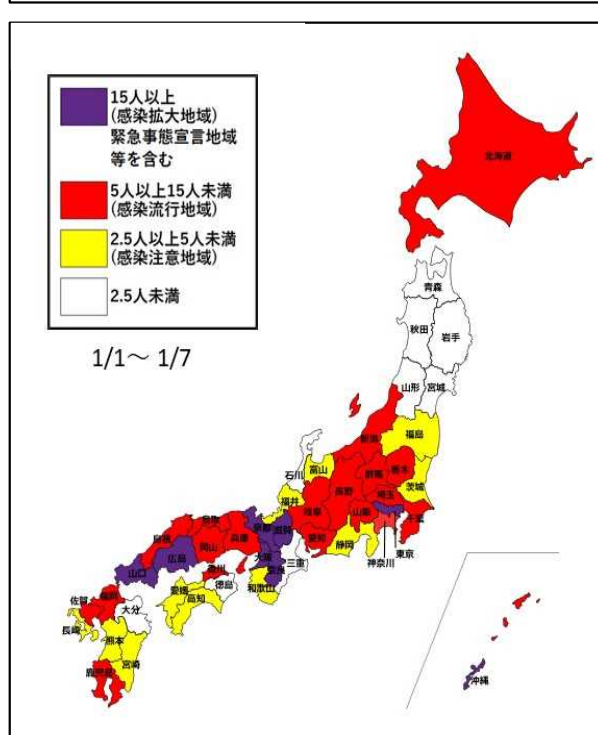 15人以上
(感染拡大地域)
緊急事態宣言地域
等を含む
5人以上15人未満
(感染流行地域)
2.5人以上5人未満
(感染注意地域)
2.5人未満
1/1～ 1/7
北海道
青森
秋田
岩手
山形
宮城
福島
新潟
石川
富山
群馬
栃木
茨城
福井
長野
埼玉
岐阜
山梨
千葉
愛知
静岡
東京
神奈川
鳥取
島根
京都
滋賀
岡山
兵庫
広島
大阪
三重
山口
奈良
香川
和歌山
徳島
愛媛
高知
佐賀
福岡
大分
長崎
熊本
宮崎
鹿児島
沖縄